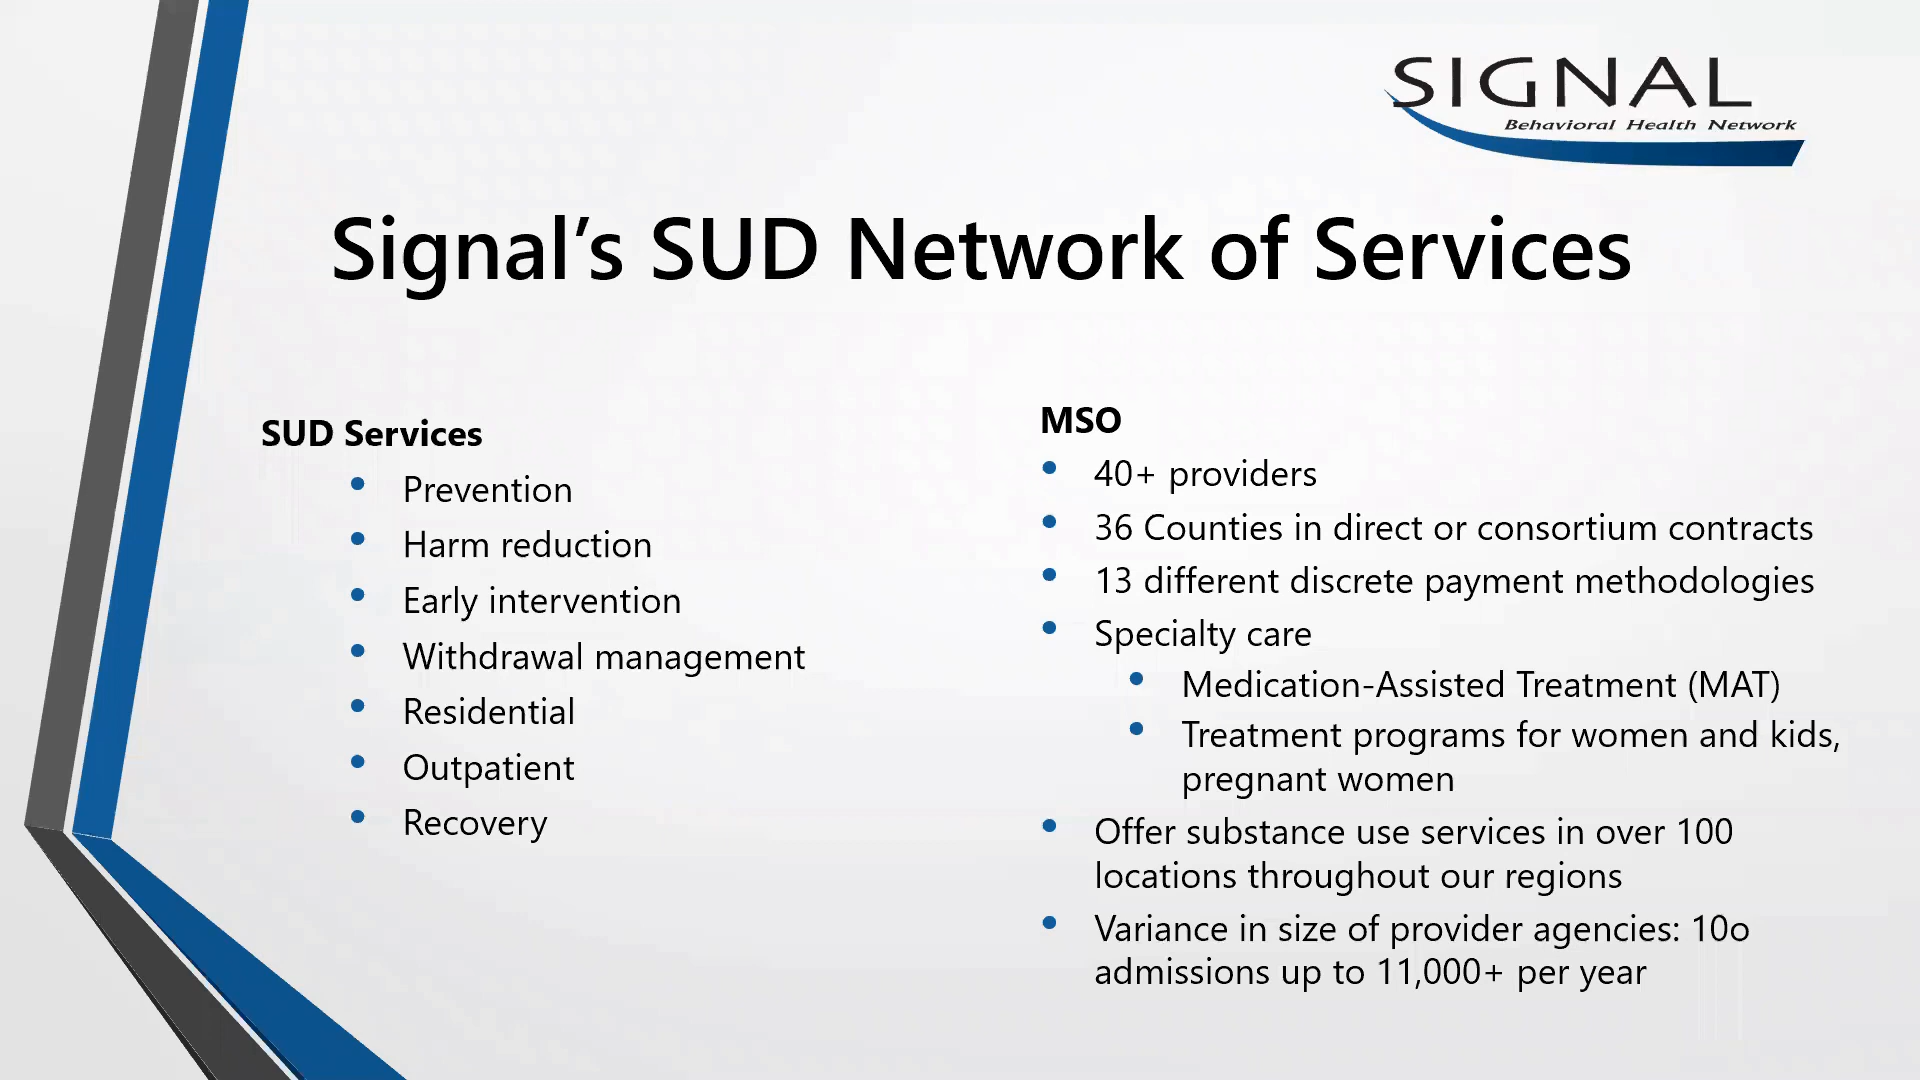 SIGNAL
Behavioral Health Network
Signal’s SUD Network of Services
SUD Services
• Prevention
• Harm reduction
• Early intervention
• Withdrawal management
• Residential
• Outpatient
• Recovery
MSO
• 40+ providers
• 36 Counties in direct or consortium contracts
• 13 different discrete payment methodologies
• Specialty care
• Medication-Assisted Treatment (MAT)
• Treatment programs for women and kids,
pregnant women
• Offer substance use services in over 100
locations throughout our regions
• Variance in size of provider agencies: 10o
admissions up to 11,000+ per year